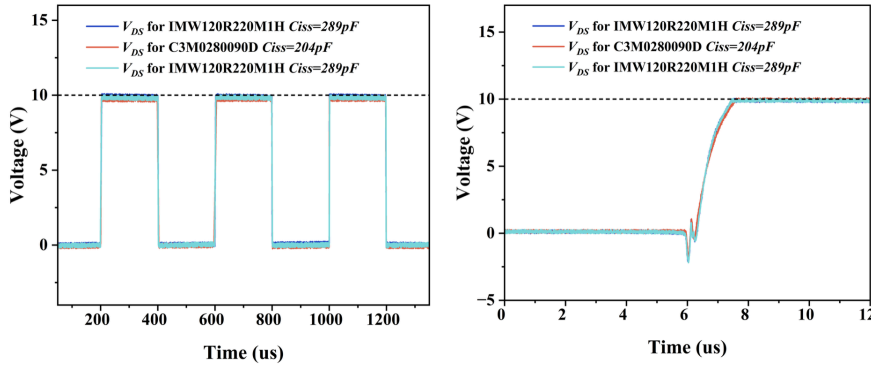 V_DS for IMW120R220M1H Ciss=289pF
V_DS for C3M0280090D Ciss=204pF
V_DS for IMW120R220M1H Ciss=289pF
15
10
5
0
Voltage (V)
200 400 600 800 1000 1200
Time (us)
V_DS for IMW120R220M1H Ciss=289pF
V_DS for C3M0280090D Ciss=204pF
V_DS for IMW120R220M1H Ciss=289pF
15
10
5
0
−5
Voltage (V)
0 2 4 6 8 10 12
Time (us)